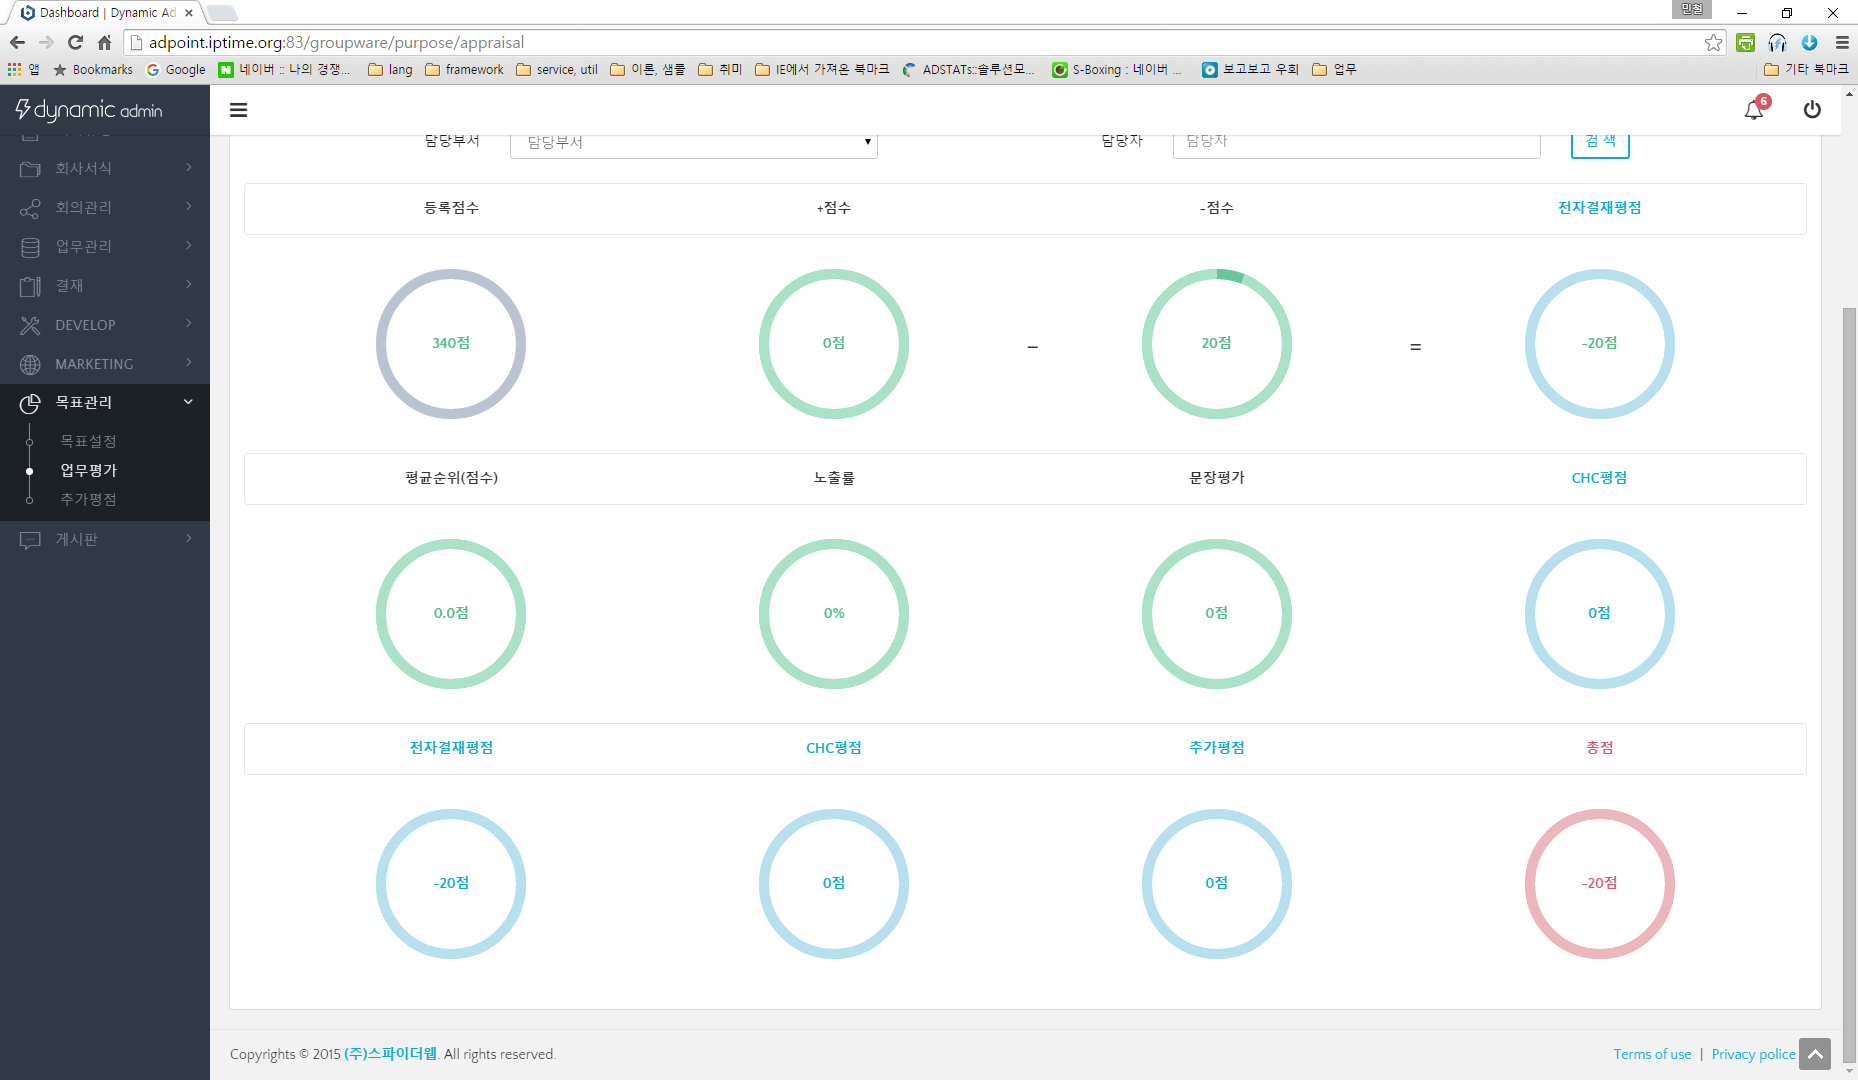 Dashboard | Dynamic Ad
민철
adpoint.iptime.org:83/groupware/purpose/appraisal
앱 Bookmarks Google 네이버 :: 나의 경쟁... lang framework service, util 이론, 샘플 취미 IE에서 가져온 북마크 ADSTATs::솔루션모... S-Boxing : 네이버 ... 보고보고 우회 업무 기타 북마크
dynamic admin
6
담당부서 담당부서 담당자 담당자 검 색
회사서식
회의관리
업무관리
결재
DEVELOP
MARKETING
목표관리
목표설정
업무평가
추가평점
게시판
등록점수 +점수 -점수 전자결재평점
340점 0점 – 20점 = -20점
평균순위(점수) 노출률 문장평가 CHC평점
0.0점 0% 0점 0점
전자결재평점 CHC평점 추가평점 총점
-20점 0점 0점 -20점
Copyrights © 2015 (주)스파이더웹. All rights reserved.
Terms of use | Privacy police